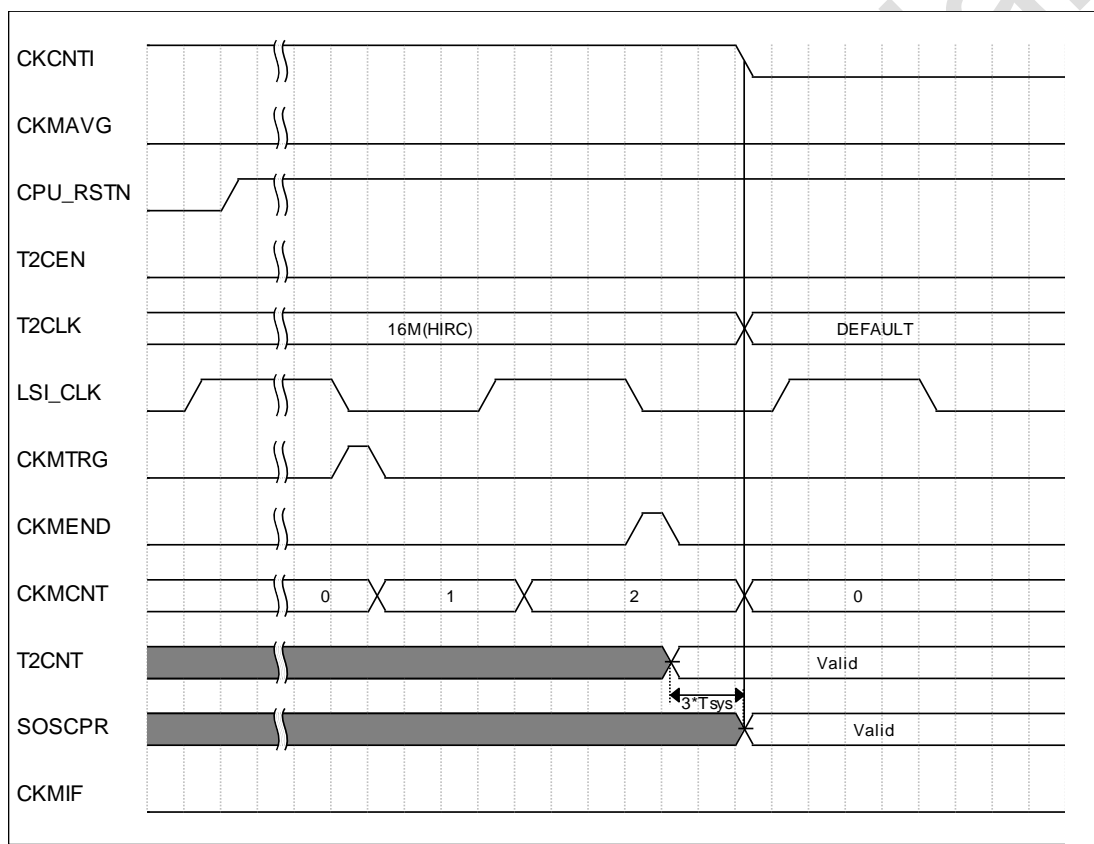 CKCNTI
CKMAVG
CPU_RSTN
T2CEN
T2CLK 16M(HIRC) DEFAULT
LSI_CLK
CKMTRG
CKMEND
CKMCNT 0 1 2 0
T2CNT Valid
3*Tsys
SOSCPR Valid
CKMIF